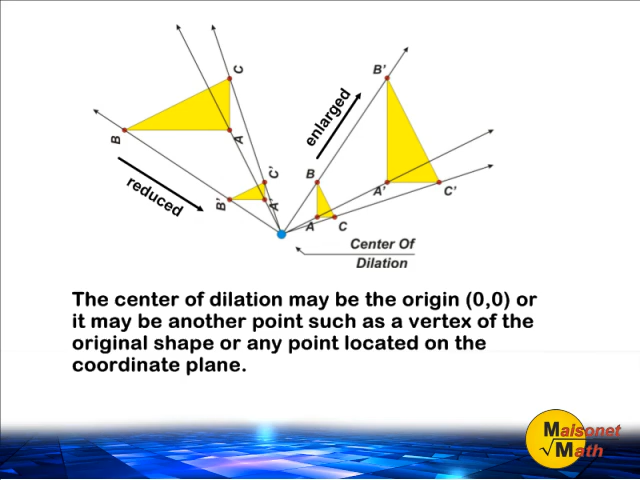 C
B'
enlarged
B
A
C'
B
reduced
B'
A'
A'
C'
A
C
Center Of
Dilation
The center of dilation may be the origin (0,0) or
it may be another point such as a vertex of the
original shape or any point located on the
coordinate plane.
Maisonet
√Math